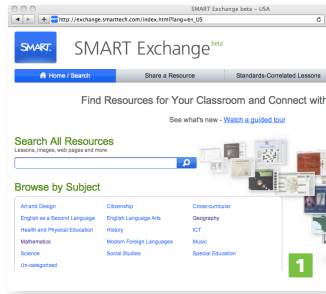 SMART Exchange beta – USA
http://exchange.smarttech.com/index.html?lang=en_US
SMART
SMART Exchange beta
Home / Search
Share a Resource
Standards-Correlated Lessons
Find Resources for Your Classroom and Connect with
See what's new - Watch a guided tour
Search All Resources
Lessons, images, web pages and more
Browse by Subject
Art and Design Citizenship Cross-curricular
English as a Second Language English Language Arts Geography
Health and Physical Education History ICT
Mathematics Modern Foreign Languages Music
Science Social Studies Special Education
Un-categorized
1